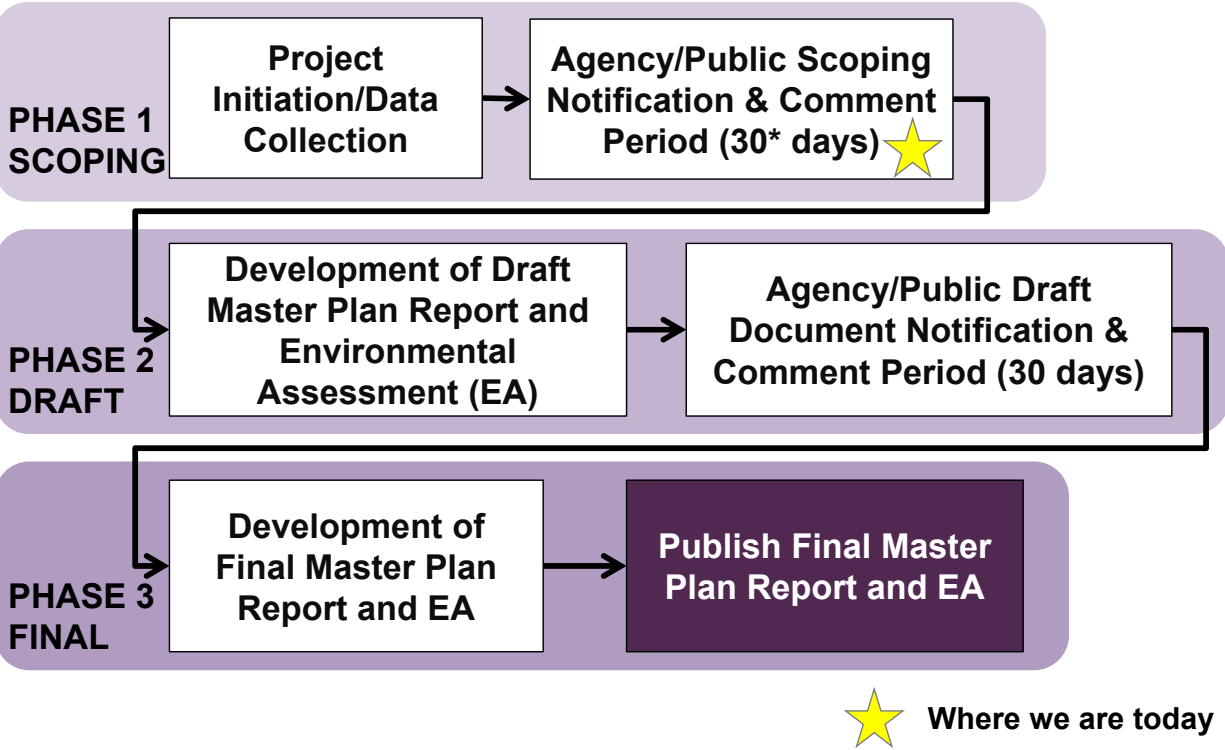 PHASE 1
SCOPING
Project
Initiation/Data
Collection
Agency/Public Scoping
Notification & Comment
Period (30* days)
PHASE 2
DRAFT
Development of Draft
Master Plan Report and
Environmental
Assessment (EA)
Agency/Public Draft
Document Notification &
Comment Period (30 days)
PHASE 3
FINAL
Development of
Final Master Plan
Report and EA
Publish Final Master
Plan Report and EA
Where we are today